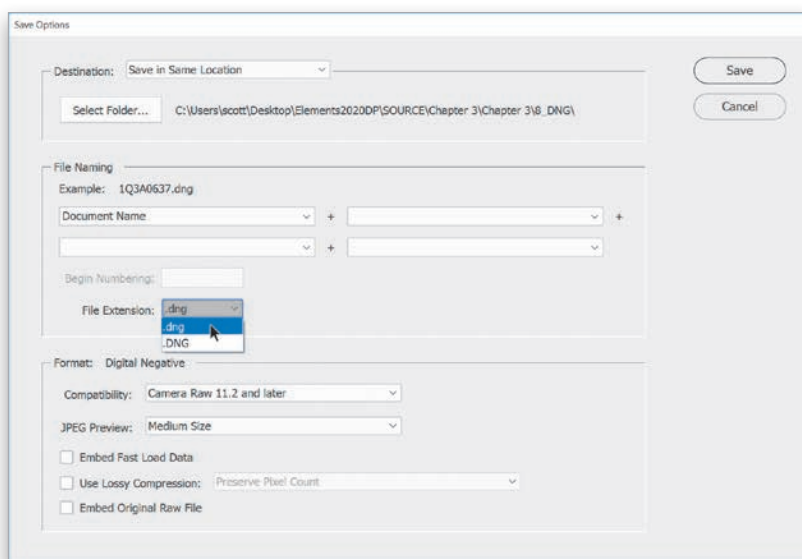 Save Options
Destination: Save in Same Location
Save
Select Folder... C:\Users\scott\Desktop\Elements2020DP\SOURCE\Chapter 3\Chapter 3\8_DNG\
Cancel
File Naming
Example: 1Q3A0637.dng
Document Name + +
+
Begin Numbering:
File Extension: .dng
.dng
.DNG
Format: Digital Negative
Compatibility: Camera Raw 11.2 and later
JPEG Preview: Medium Size
Embed Fast Load Data
Use Lossy Compression: Preserve Pixel Count
Embed Original Raw File